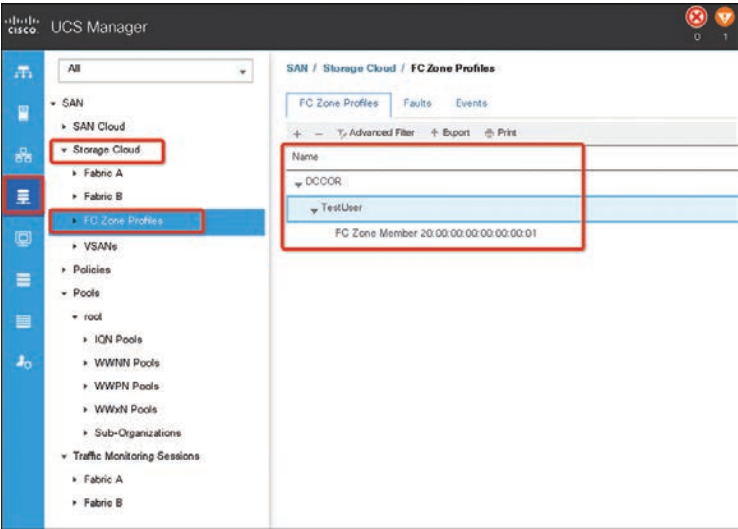 cisco. UCS Manager
0 1
All
SAN
SAN Cloud
Storage Cloud
Fabric A
Fabric B
FC Zone Profiles
VSANs
Policies
Pools
root
IQN Pools
WWNN Pools
WWPN Pools
WWxN Pools
Sub-Organizations
Traffic Monitoring Sessions
Fabric A
Fabric B
SAN / Storage Cloud / FC Zone Profiles
FC Zone Profiles Faults Events
+ − Advanced Filter Export Print
Name
DCCOR
TestUser
FC Zone Member 20:00:00:00:00:00:00:01